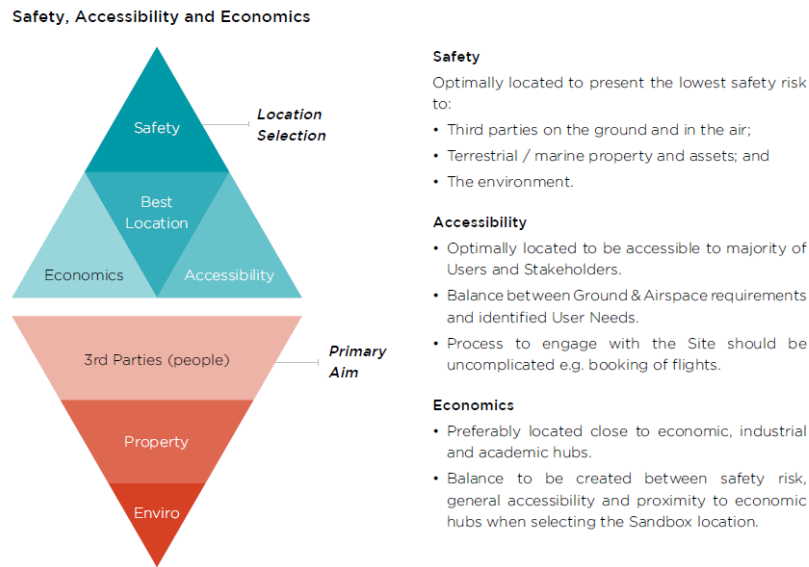 Safety, Accessibility and Economics
Safety
Location
Selection
Best
Location
Economics
Accessibility
3rd Parties (people)
Primary
Aim
Property
Enviro
Safety
Optimally located to present the lowest safety risk
to:
• Third parties on the ground and in the air;
• Terrestrial / marine property and assets; and
• The environment.
Accessibility
• Optimally located to be accessible to majority of
Users and Stakeholders.
• Balance between Ground & Airspace requirements
and identified User Needs.
• Process to engage with the Site should be
uncomplicated e.g. booking of flights.
Economics
• Preferably located close to economic, industrial
and academic hubs.
• Balance to be created between safety risk,
general accessibility and proximity to economic
hubs when selecting the Sandbox location.